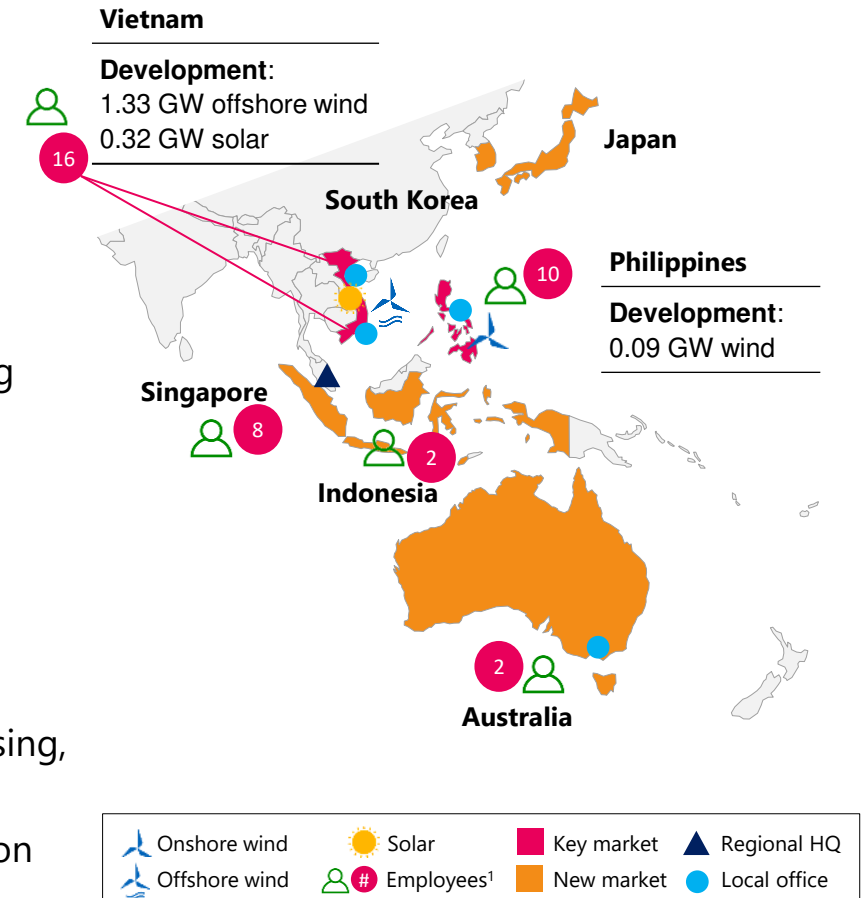 Vietnam
Development:
1.33 GW offshore wind
0.32 GW solar
16
Japan
South Korea
10
Philippines
Development:
0.09 GW wind
g
Singapore
8
2
Indonesia
2
Australia
sing,
on
Onshore wind
Solar
Key market
Regional HQ
Offshore wind
# Employees¹
New market
Local office